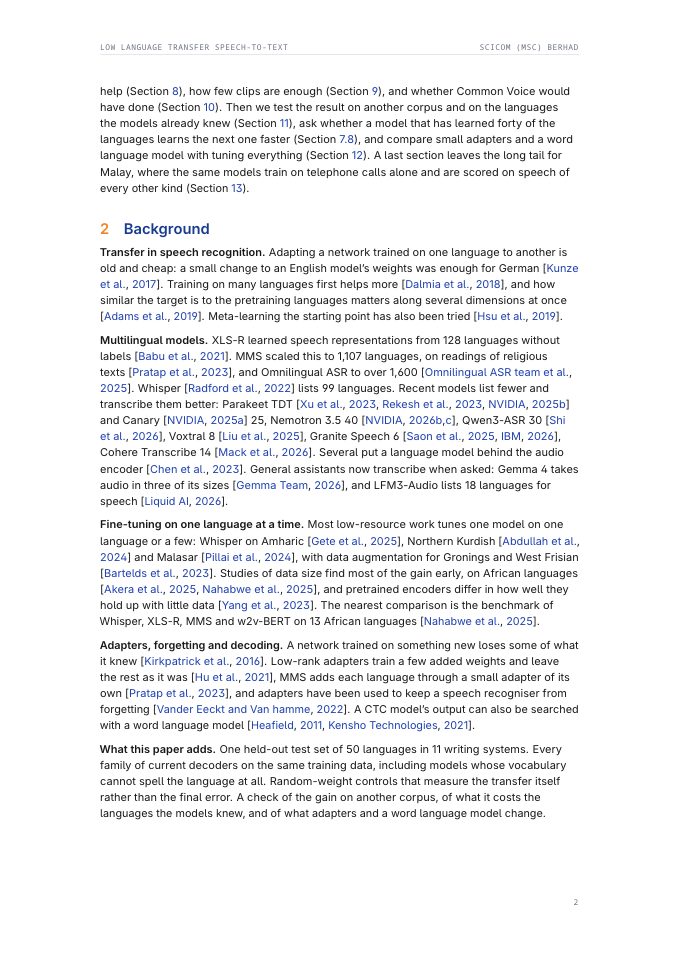 LOW LANGUAGE TRANSFER SPEECH-TO-TEXT
SCICOM (MSC) BERHAD
help (Section 8), how few clips are enough (Section 9), and whether Common Voice would
have done (Section 10). Then we test the result on another corpus and on the languages
the models already knew (Section 11), ask whether a model that has learned forty of the
languages learns the next one faster (Section 7.8), and compare small adapters and a word
language model with tuning everything (Section 12). A last section leaves the long tail for
Malay, where the same models train on telephone calls alone and are scored on speech of
every other kind (Section 13).
2 Background
Transfer in speech recognition. Adapting a network trained on one language to another is
old and cheap: a small change to an English model's weights was enough for German [Kunze
et al., 2017]. Training on many languages first helps more [Dalmia et al., 2018], and how
similar the target is to the pretraining languages matters along several dimensions at once
[Adams et al., 2019]. Meta-learning the starting point has also been tried [Hsu et al., 2019].
Multilingual models. XLS-R learned speech representations from 128 languages without
labels [Babu et al., 2021]. MMS scaled this to 1,107 languages, on readings of religious
texts [Pratap et al., 2023], and Omnilingual ASR to over 1,600 [Omnilingual ASR team et al.,
2025]. Whisper [Radford et al., 2022] lists 99 languages. Recent models list fewer and
transcribe them better: Parakeet TDT [Xu et al., 2023, Rekesh et al., 2023, NVIDIA, 2025b]
and Canary [NVIDIA, 2025a] 25, Nemotron 3.5 40 [NVIDIA, 2026b,c], Qwen3-ASR 30 [Shi
et al., 2026], Voxtral 8 [Liu et al., 2025], Granite Speech 6 [Saon et al., 2025, IBM, 2026],
Cohere Transcribe 14 [Mack et al., 2026]. Several put a language model behind the audio
encoder [Chen et al., 2023]. General assistants now transcribe when asked: Gemma 4 takes
audio in three of its sizes [Gemma Team, 2026], and LFM3-Audio lists 18 languages for
speech [Liquid AI, 2026].
Fine-tuning on one language at a time. Most low-resource work tunes one model on one
language or a few: Whisper on Amharic [Gete et al., 2025], Northern Kurdish [Abdullah et al.,
2024] and Malasar [Pillai et al., 2024], with data augmentation for Gronings and West Frisian
[Bartelds et al., 2023]. Studies of data size find most of the gain early, on African languages
[Akera et al., 2025, Nahabwe et al., 2025], and pretrained encoders differ in how well they
hold up with little data [Yang et al., 2023]. The nearest comparison is the benchmark of
Whisper, XLS-R, MMS and w2v-BERT on 13 African languages [Nahabwe et al., 2025].
Adapters, forgetting and decoding. A network trained on something new loses some of what
it knew [Kirkpatrick et al., 2016]. Low-rank adapters train a few added weights and leave
the rest as it was [Hu et al., 2021], MMS adds each language through a small adapter of its
own [Pratap et al., 2023], and adapters have been used to keep a speech recogniser from
forgetting [Vander Eeckt and Van hamme, 2022]. A CTC model's output can also be searched
with a word language model [Heafield, 2011, Kensho Technologies, 2021].
What this paper adds. One held-out test set of 50 languages in 11 writing systems. Every
family of current decoders on the same training data, including models whose vocabulary
cannot spell the language at all. Random-weight controls that measure the transfer itself
rather than the final error. A check of the gain on another corpus, of what it costs the
languages the models knew, and of what adapters and a word language model change.
2